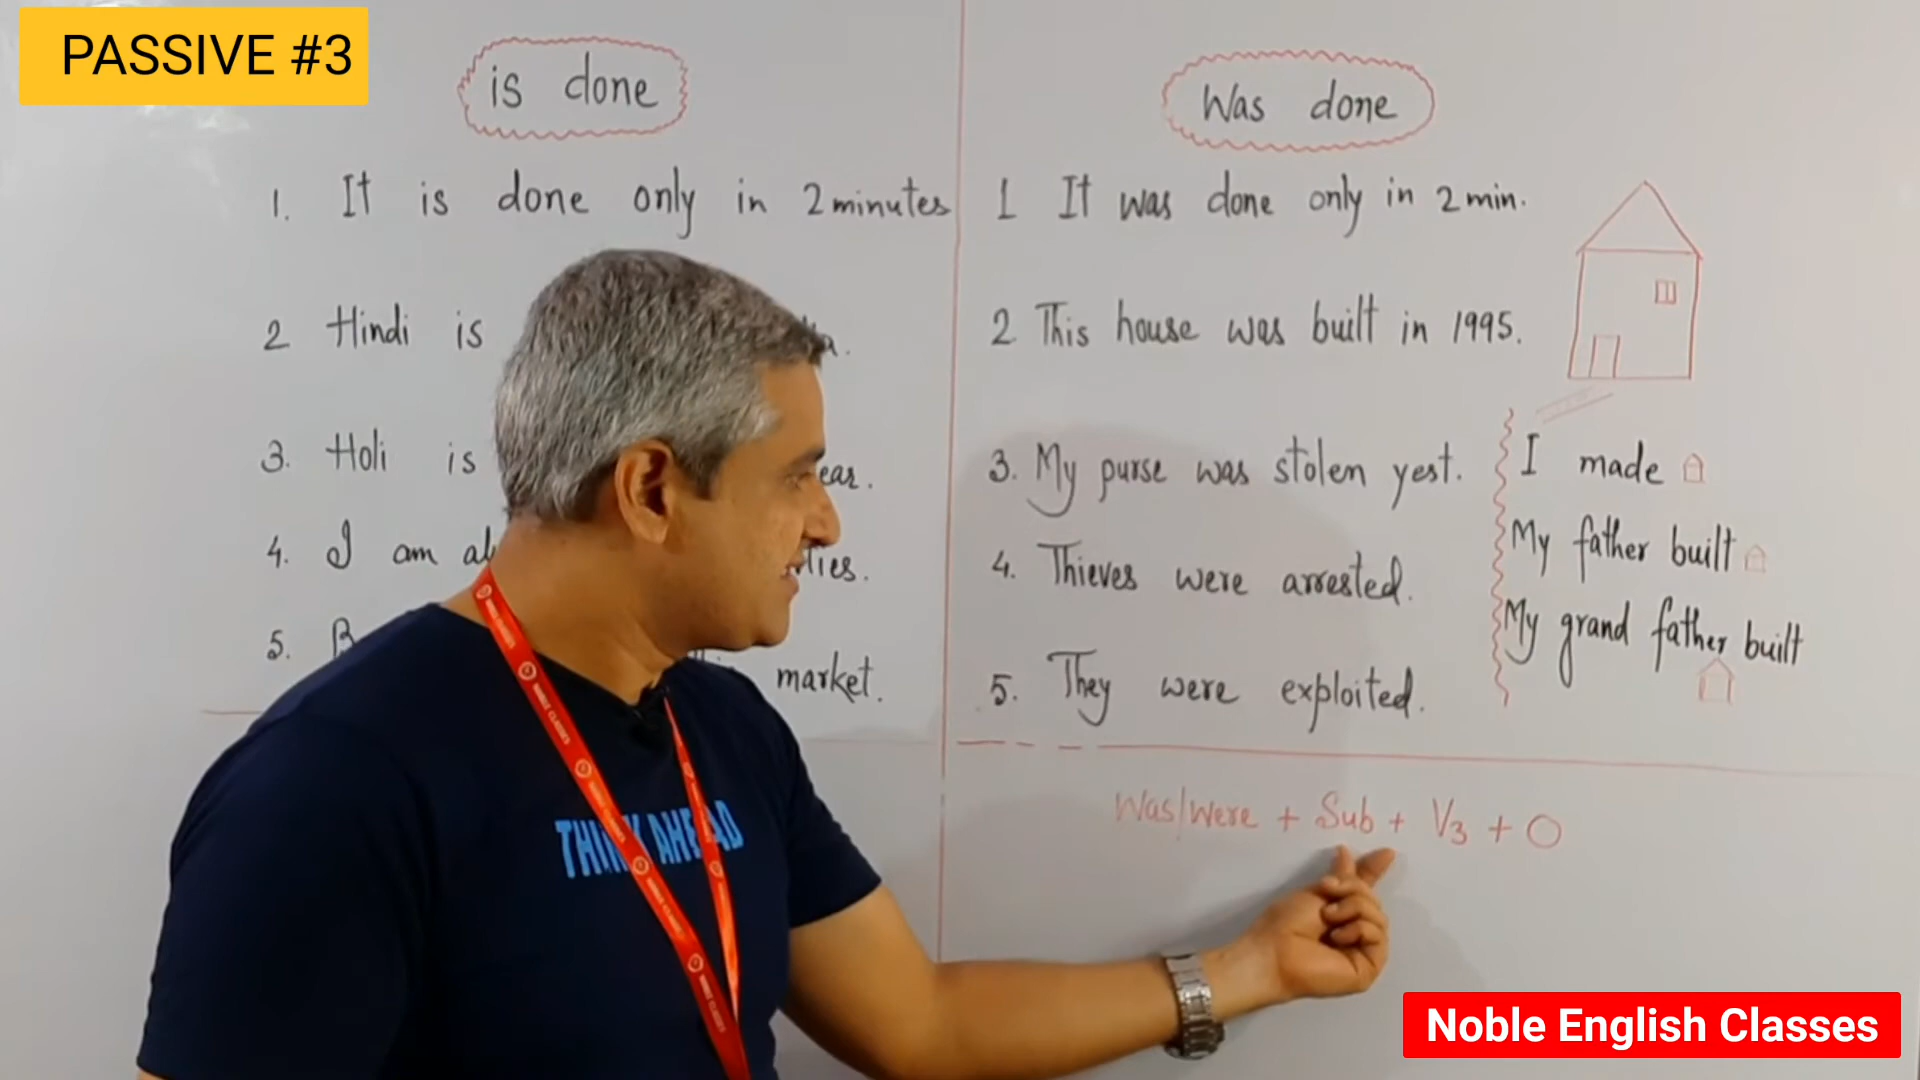 PASSIVE #3
is done
1. It is done only in 2 minutes
2 Hindi is
3. Holi is ear.
4. I am al ties.
5. B market.
Was done
1 It was done only in 2 min.
2 This house was built in 1995.
3. My purse was stolen yest.
4. Thieves were arrested.
5. They were exploited.
I made
My father built
My grand father built
Was/Were + Sub + V3 + O
THINK AHEAD
Noble English Classes